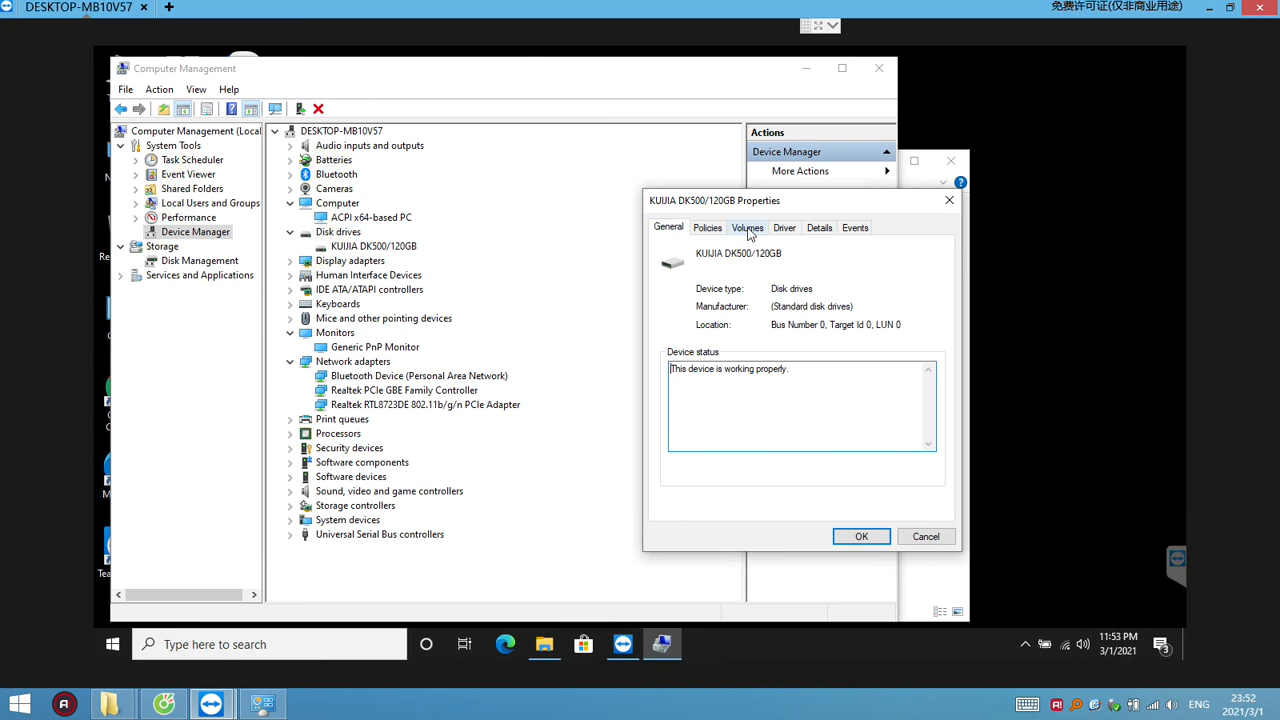 DESKTOP-MB10V57
免费许可证(仅非商业用途)
Computer Management
File Action View Help
Computer Management (Local
System Tools
Task Scheduler
Event Viewer
Shared Folders
Local Users and Groups
Performance
Device Manager
Storage
Disk Management
Services and Applications
DESKTOP-MB10V57
Audio inputs and outputs
Batteries
Bluetooth
Cameras
Computer
ACPI x64-based PC
Disk drives
KUIJIA DK500/120GB
Display adapters
Human Interface Devices
IDE ATA/ATAPI controllers
Keyboards
Mice and other pointing devices
Monitors
Generic PnP Monitor
Network adapters
Bluetooth Device (Personal Area Network)
Realtek PCIe GBE Family Controller
Realtek RTL8723DE 802.11b/g/n PCIe Adapter
Print queues
Processors
Security devices
Software components
Software devices
Sound, video and game controllers
Storage controllers
System devices
Universal Serial Bus controllers
Actions
Device Manager
More Actions
KUIJIA DK500/120GB Properties
General Policies Volumes Driver Details Events
KUIJIA DK500/120GB
Device type: Disk drives
Manufacturer: (Standard disk drives)
Location: Bus Number 0, Target Id 0, LUN 0
Device status
This device is working properly.
OK Cancel
Type here to search
11:53 PM
3/1/2021
3
ENG
23:52
2021/3/1